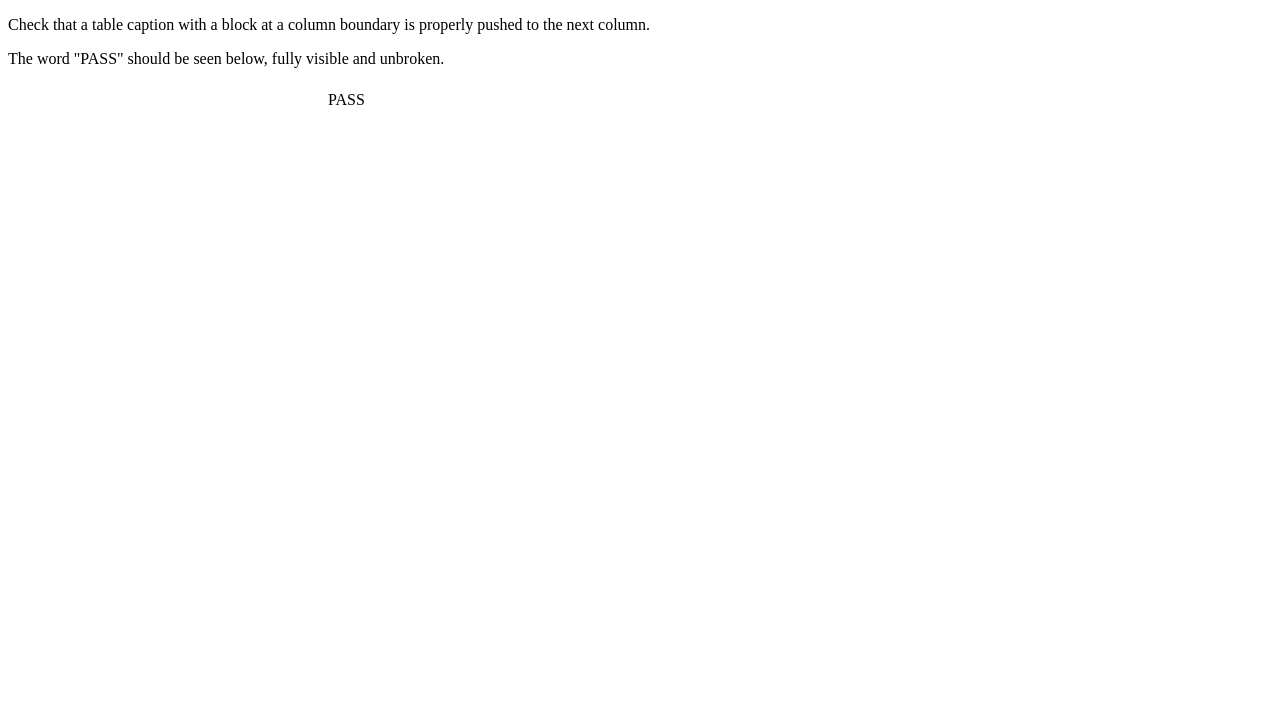 Check that a table caption with a block at a column boundary is properly pushed to the next column.
The word "PASS" should be seen below, fully visible and unbroken.
PASS